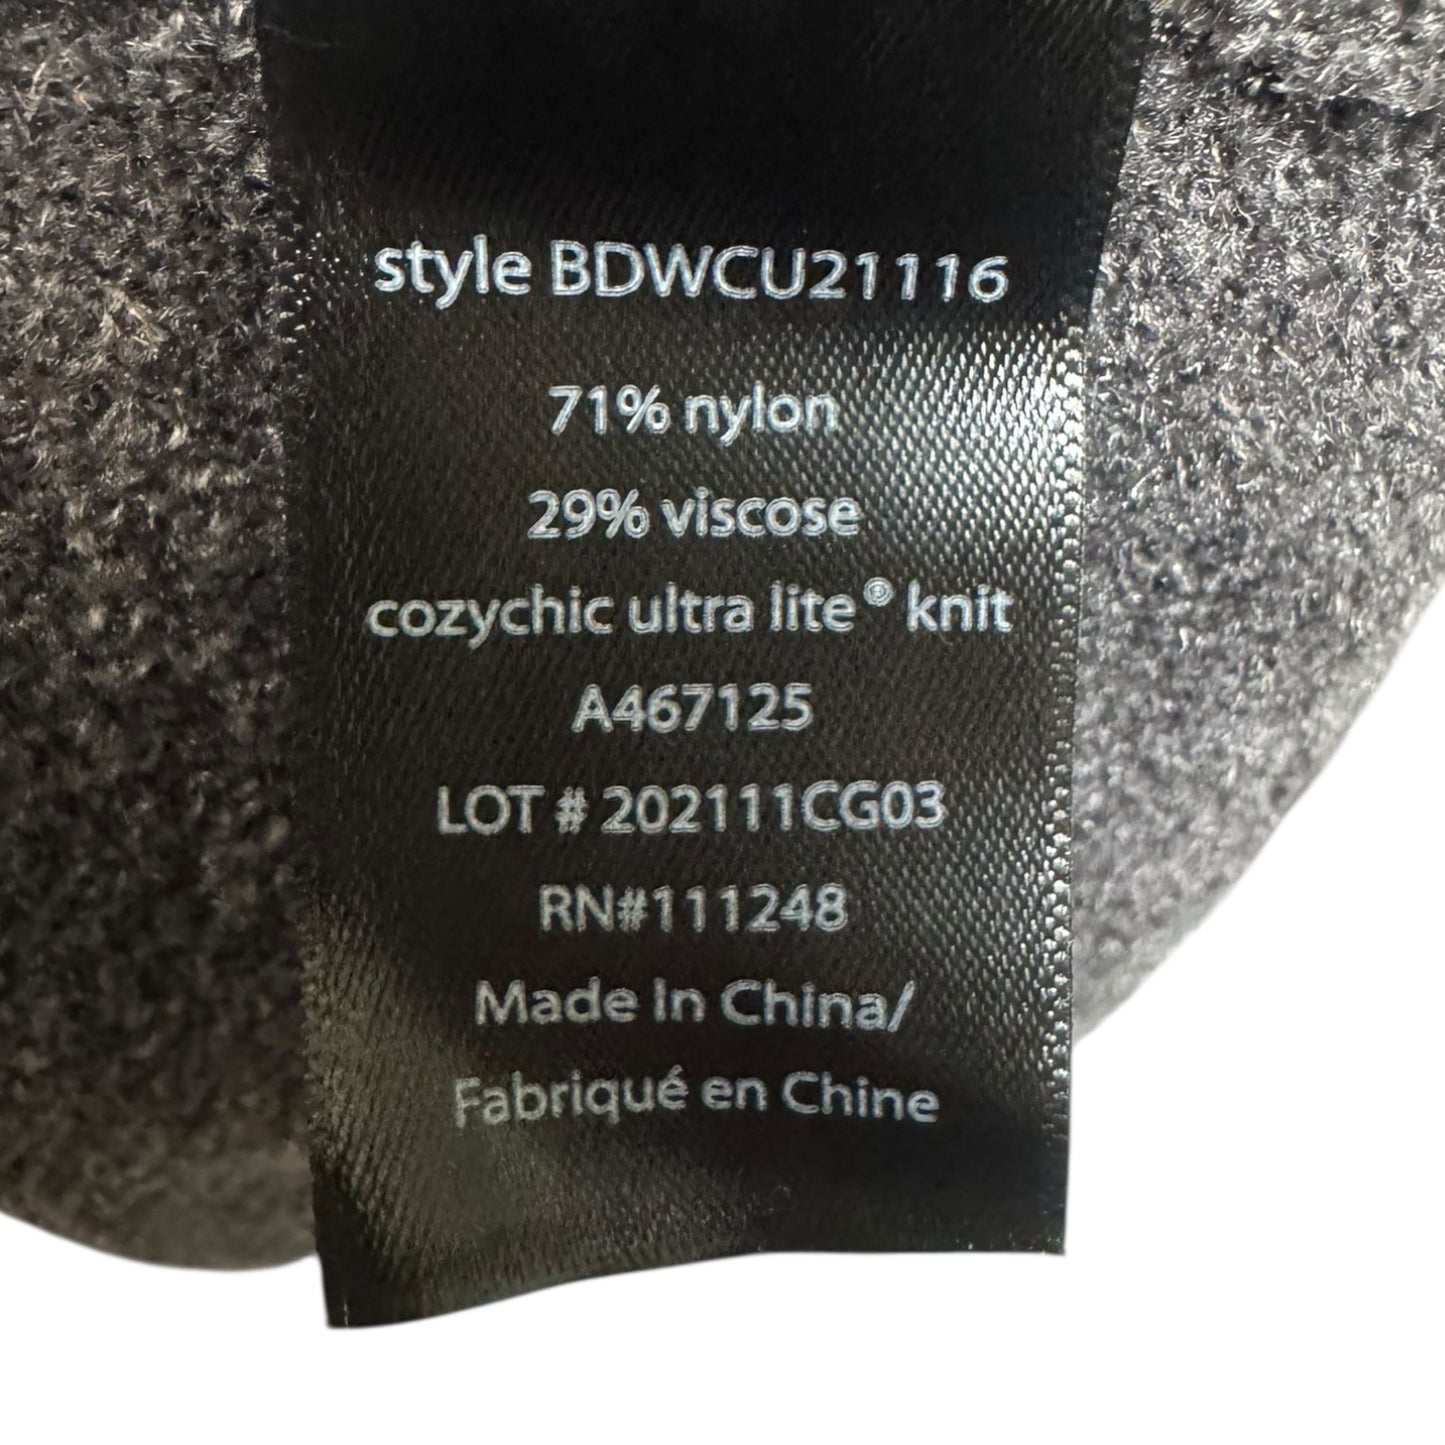 style BDWCU21116
71% nylon
29% viscose
cozychic ultra lite® knit
A467125
LOT # 202111CG03
RN#111248
Made In China/
Fabriqué en Chine